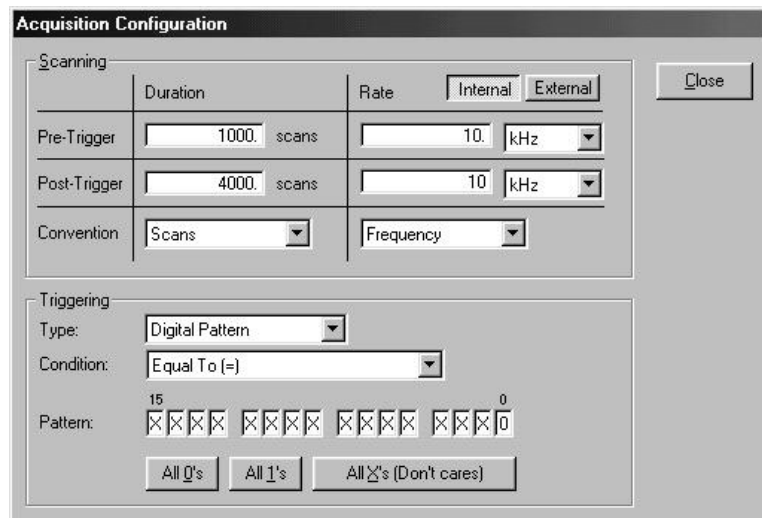 Acquisition Configuration
Scanning
Close
Duration Rate Internal External
Pre-Trigger 1000. scans 10. kHz
Post-Trigger 4000. scans 10 kHz
Convention Scans Frequency
Triggering
Type: Digital Pattern
Condition: Equal To (=)
15 0
Pattern: X X X X X X X X X X X X X X X 0
All 0's All 1's All X's (Don't cares)